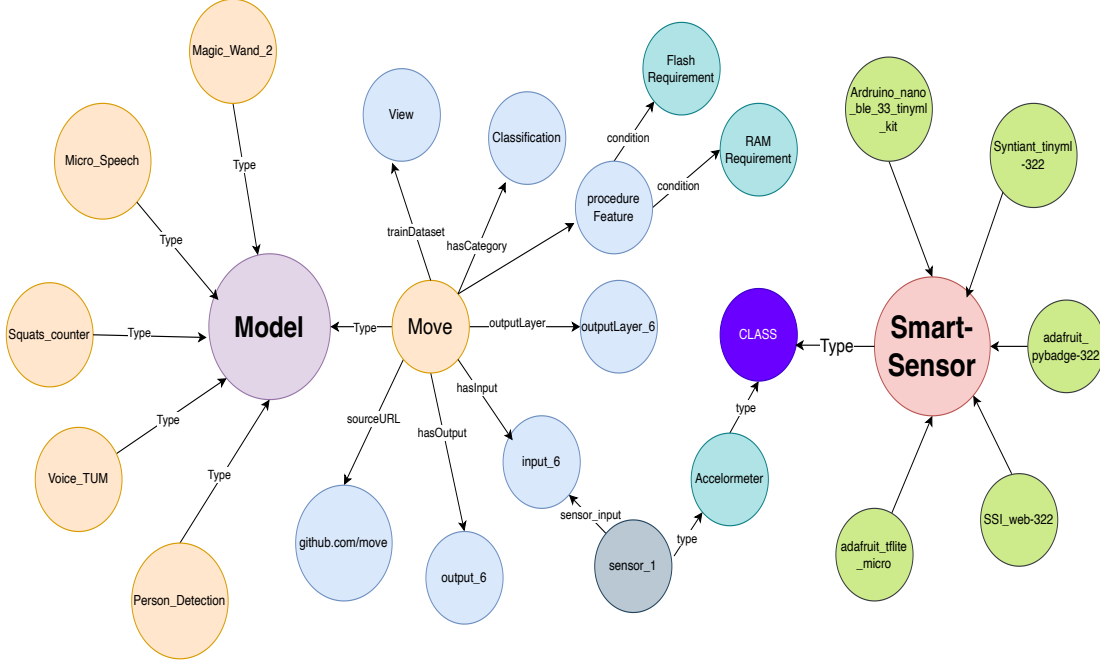 Magic_Wand_2
Micro_Speech
Squats_counter
Voice_TUM
Person_Detection
Type
Type
Type
Type
Type
Model
Type
Move
View
trainDataset
Classification
hasCategory
procedure
Feature
condition
Flash
Requirement
condition
RAM
Requirement
outputLayer
outputLayer_6
hasInput
input_6
sourceURL
github.com/move
hasOutput
output_6
sensor_input
sensor_1
type
Accelormeter
type
CLASS
Type
Smart-
Sensor
Ardruino_nano
_ble_33_tinyml
_kit
Syntiant_tinyml
-322
adafruit_
pybadge-322
SSI_web-322
adafruit_tflite
_micro